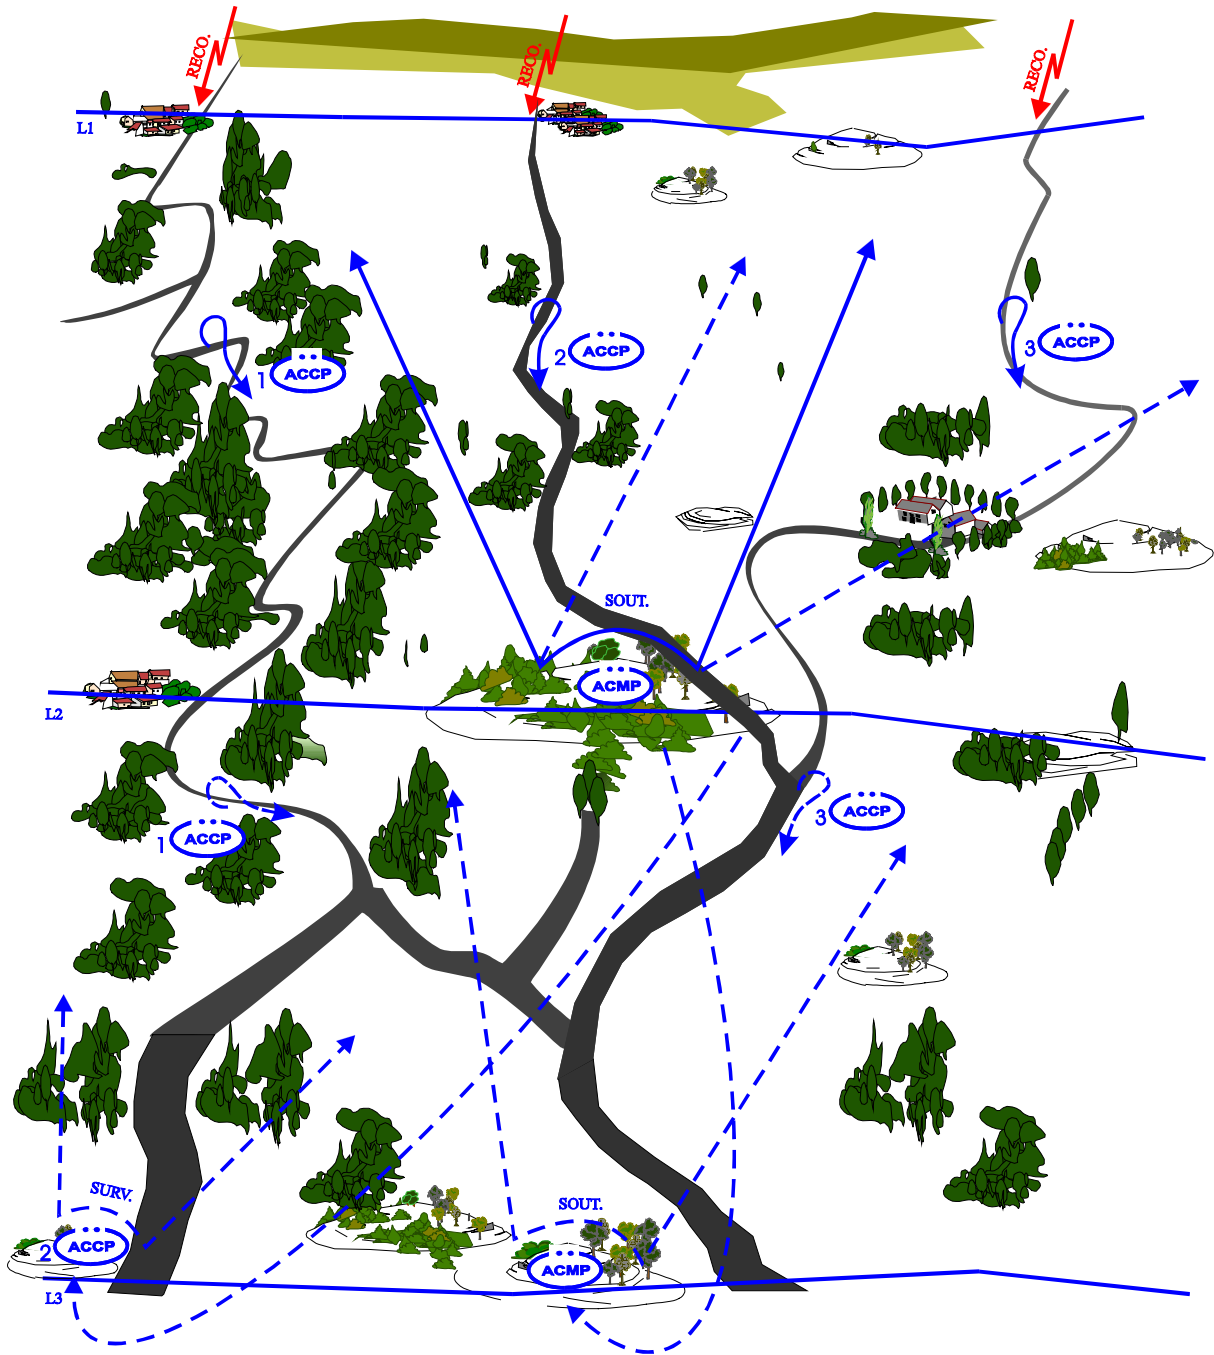 RECO.
RECO.
RECO.
L1
1 ACCP
2 ACCP
3 ACCP
SOUT.
ACMP
L2
1 ACCP
3 ACCP
SURV.
SOUT.
2 ACCP
ACMP
L3